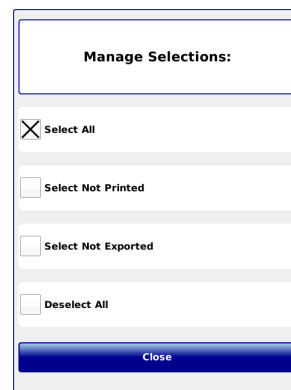 Manage Selections:
Select All
Select Not Printed
Select Not Exported
Deselect All
Close